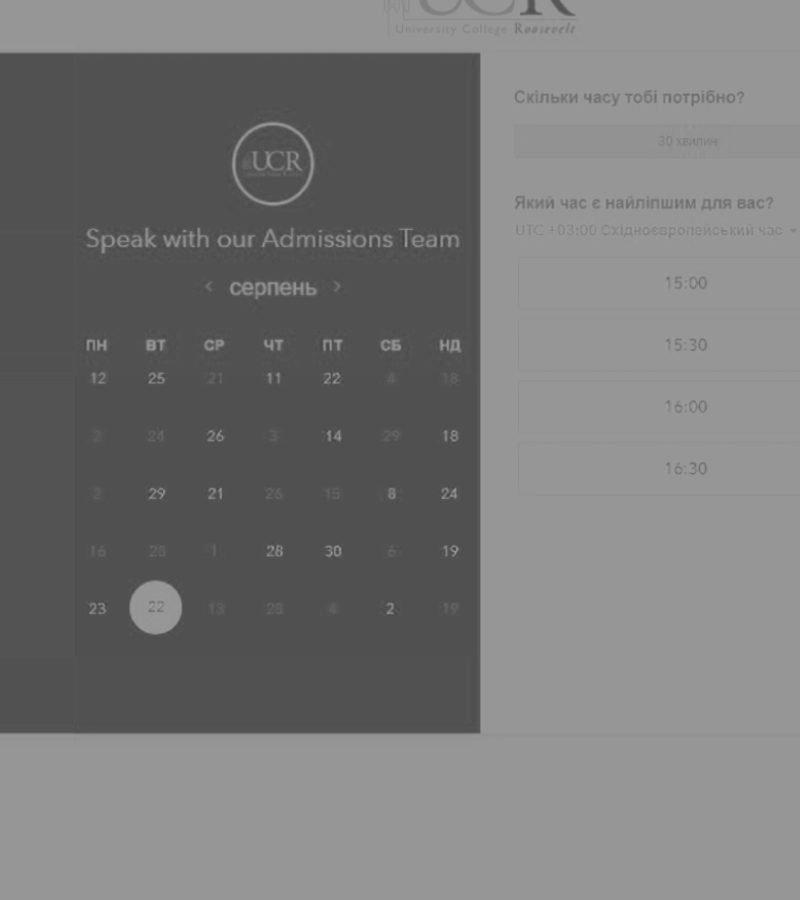 UCR
University College Roosevelt
UCR
Speak with our Admissions Team
серпень
ПН ВТ СР ЧТ ПТ СБ НД
12 25 21 11 22 4 18
2 24 26 3 14 29 18
2 29 21 26 15 8 24
16 28 1 28 30 6 19
23 22 13 28 4 2 19
Скільки часу тобі потрібно?
30 хвилин
Який час є найліпшим для вас?
UTC +03:00 Східноєвропейський час
15:00
15:30
16:00
16:30